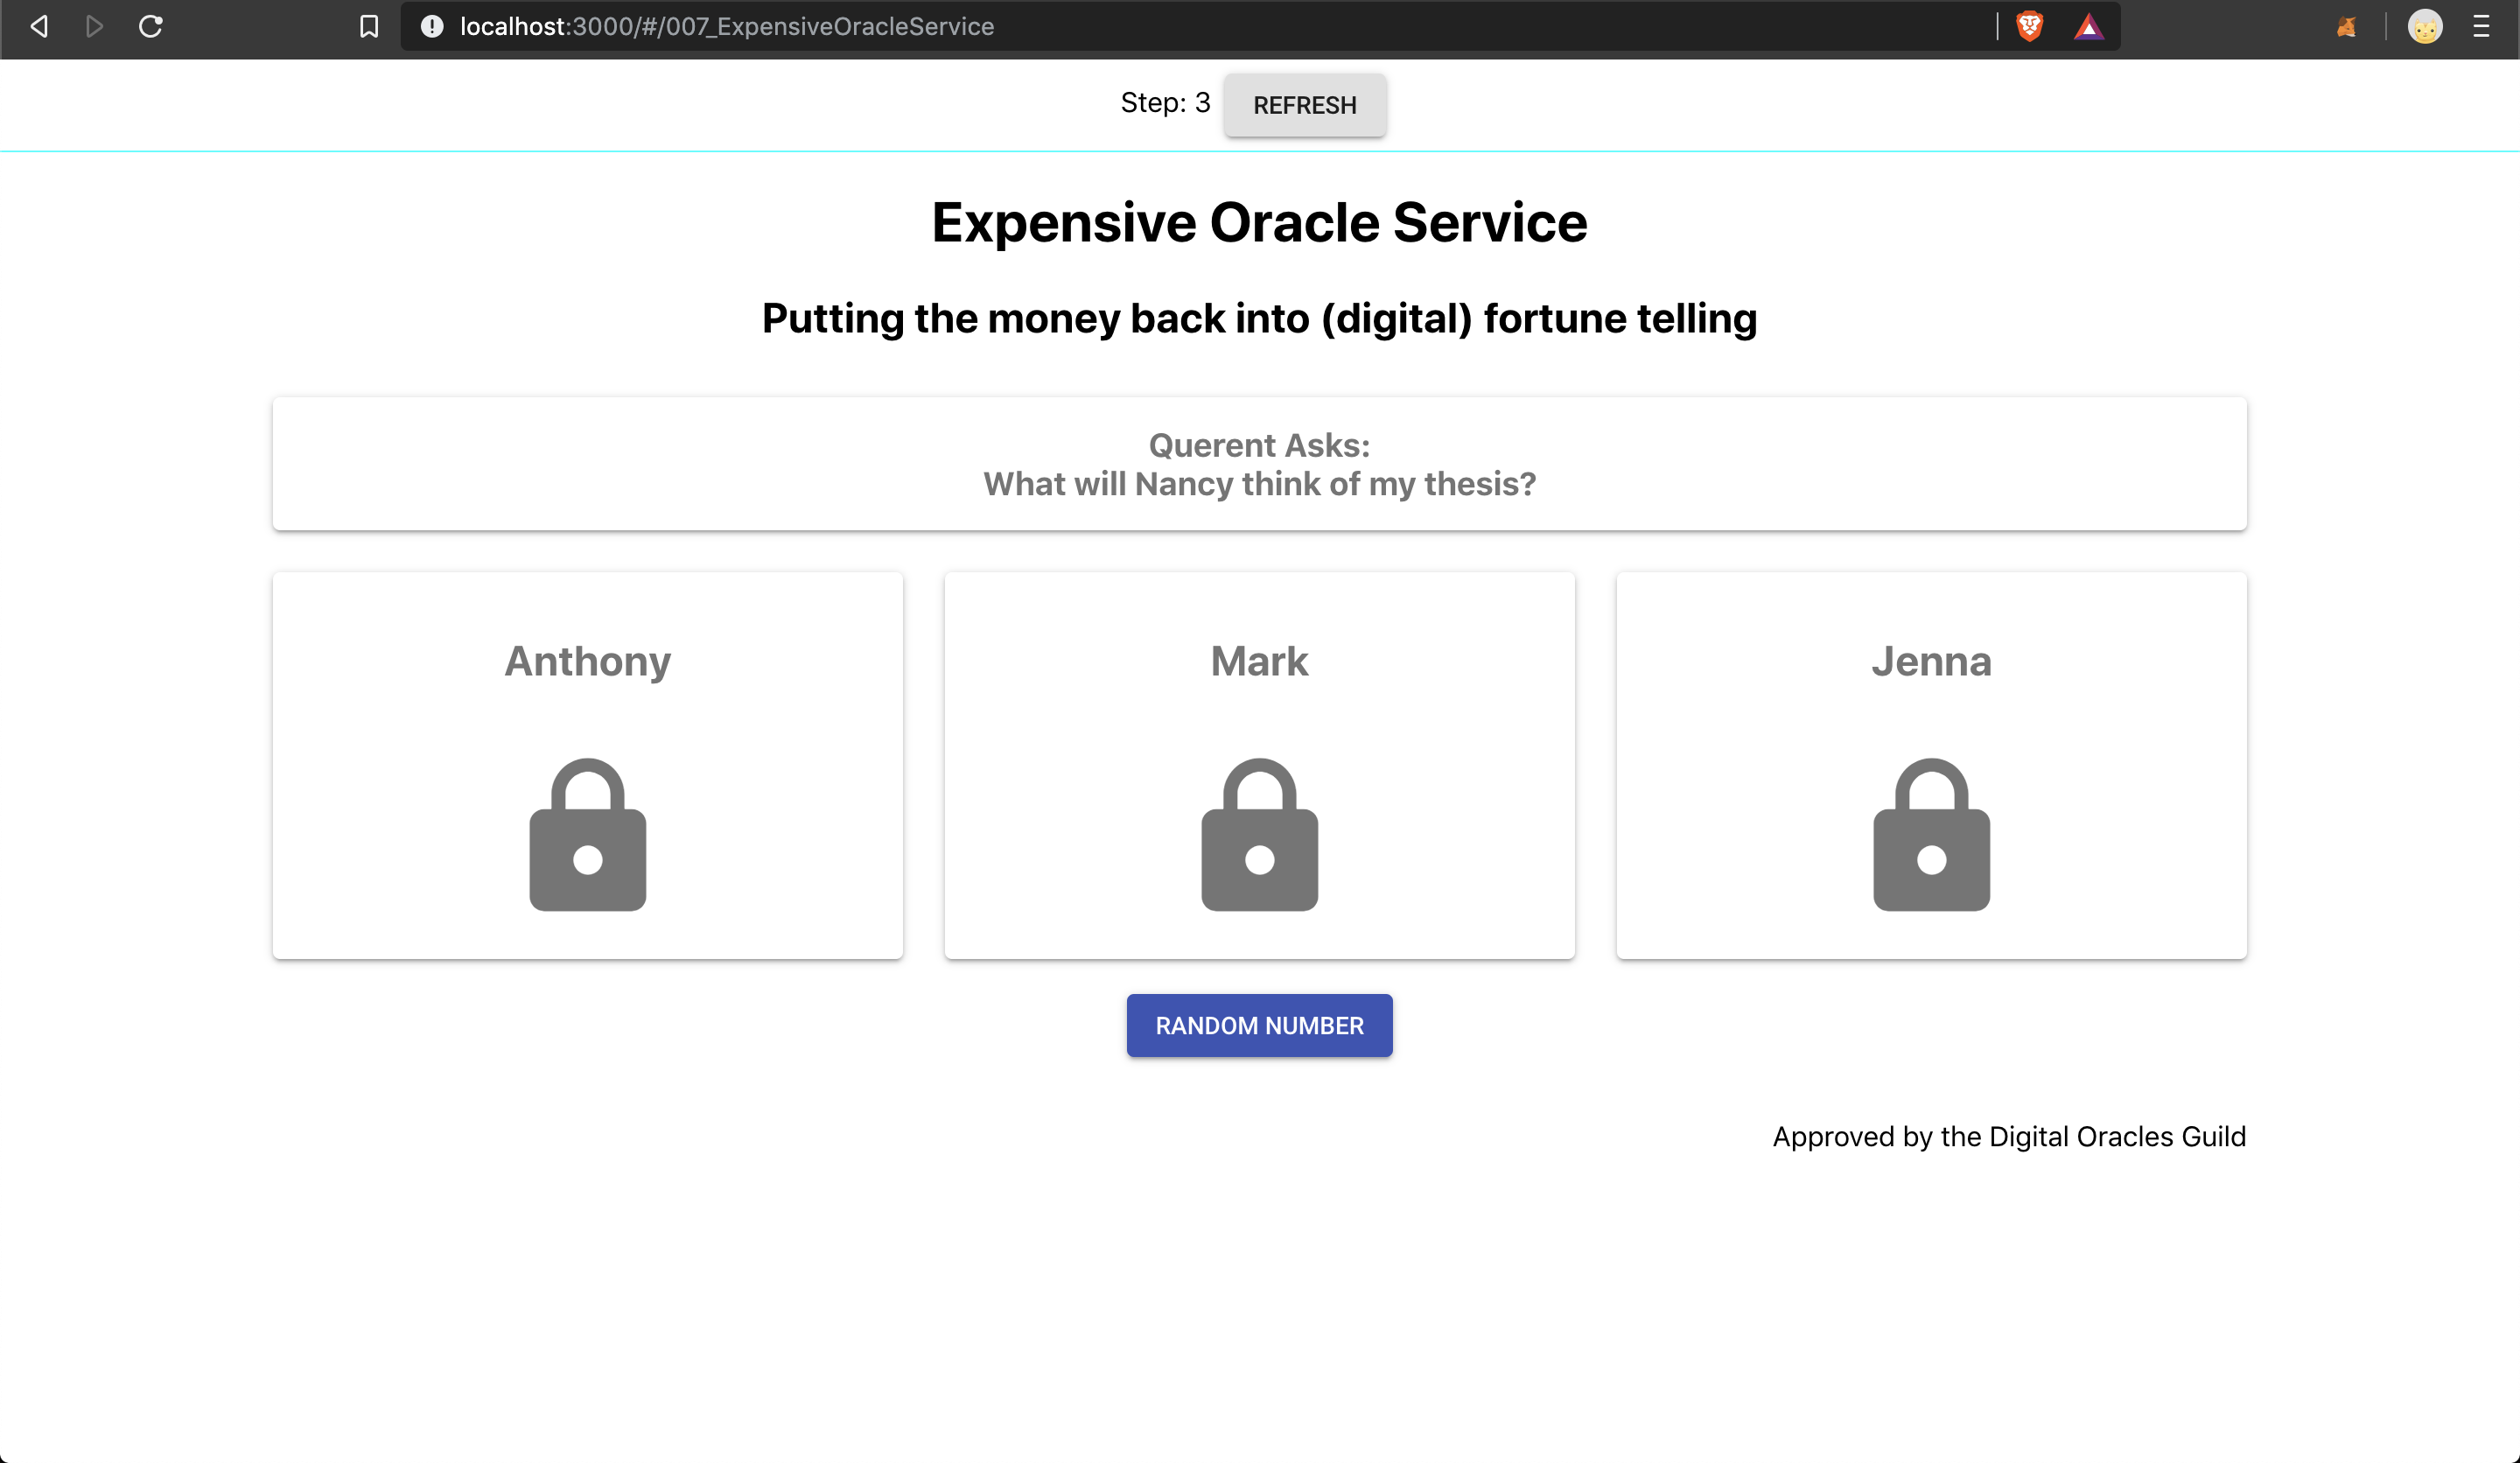 localhost:3000/#/007_ExpensiveOracleService
Step: 3 REFRESH
Expensive Oracle Service
Putting the money back into (digital) fortune telling
Querent Asks:
What will Nancy think of my thesis?
Anthony
Mark
Jenna
RANDOM NUMBER
Approved by the Digital Oracles Guild